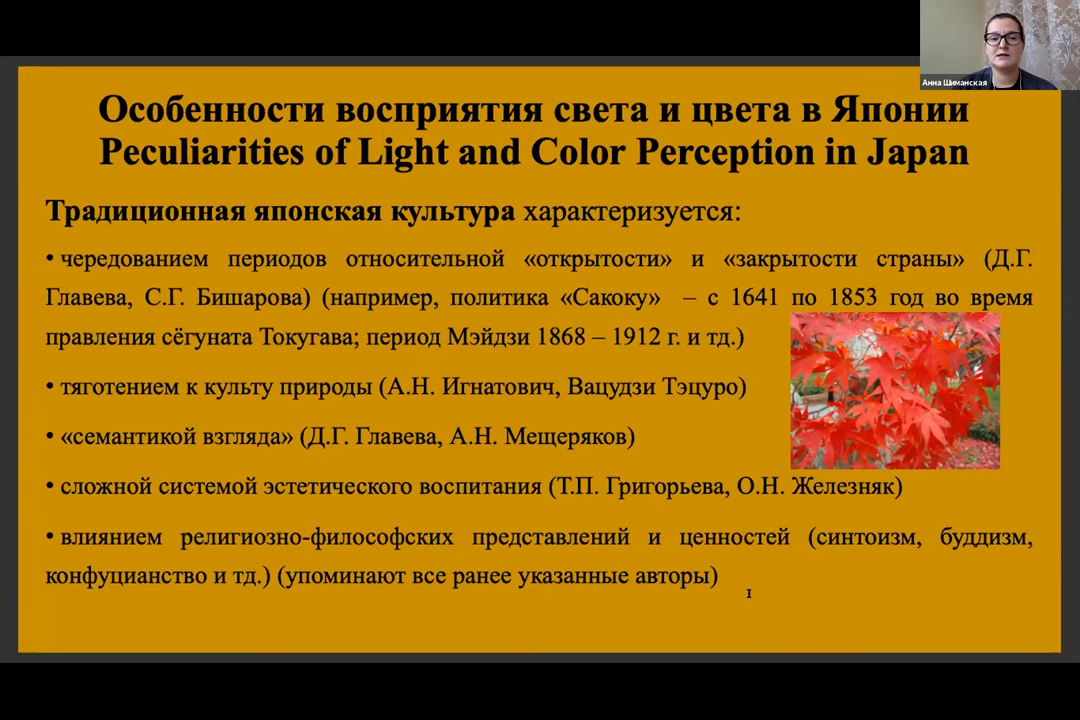 Анна Шиманская
Особенности восприятия света и цвета в Японии
Peculiarities of Light and Color Perception in Japan
Традиционная японская культура характеризуется:
• чередованием периодов относительной «открытости» и «закрытости страны» (Д.Г.
Главева, С.Г. Бишарова) (например, политика «Сакоку» – с 1641 по 1853 год во время
правления сёгуната Токугава; период Мэйдзи 1868 – 1912 г. и тд.)
• тяготением к культу природы (А.Н. Игнатович, Вацудзи Тэцуро)
• «семантикой взгляда» (Д.Г. Главева, А.Н. Мещеряков)
• сложной системой эстетического воспитания (Т.П. Григорьева, О.Н. Железняк)
• влиянием религиозно-философских представлений и ценностей (синтоизм, буддизм,
конфуцианство и тд.) (упоминают все ранее указанные авторы)